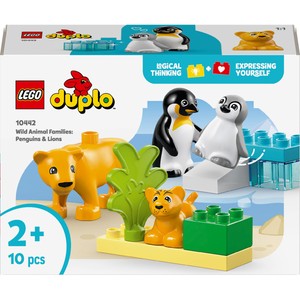 LOGICAL THINKING + EXPRESSING YOURSELF
LEGO
duplo
10442
Wild Animal Families:
Penguins & Lions
2+
10 pcs